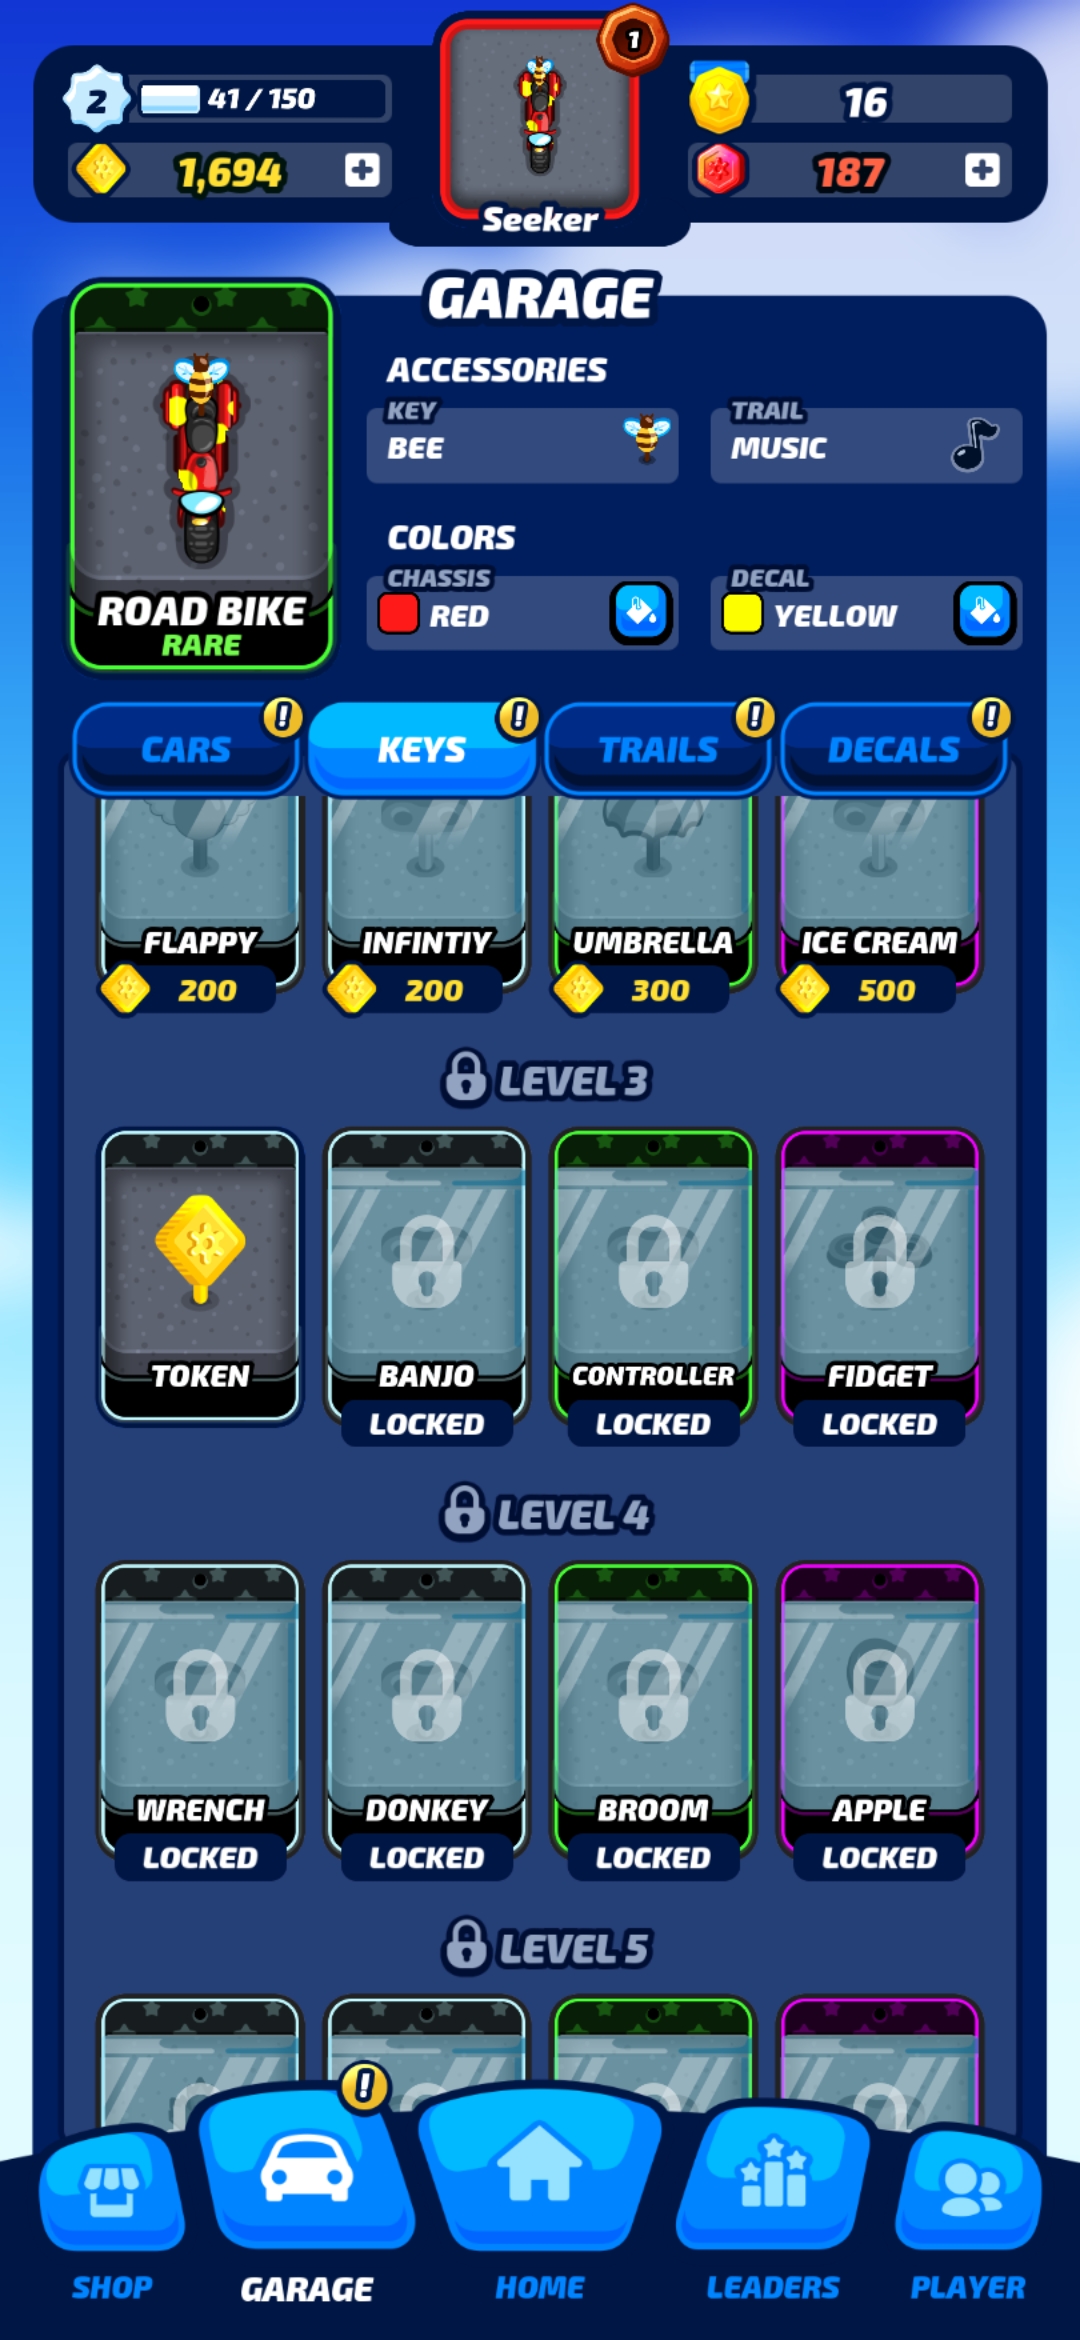 2
41 / 150
1
16
1,694
187
Seeker
GARAGE
ACCESSORIES
KEY
BEE
TRAIL
MUSIC
COLORS
CHASSIS
RED
DECAL
YELLOW
ROAD BIKE
RARE
CARS
KEYS
TRAILS
DECALS
FLAPPY
INFINTIY
UMBRELLA
ICE CREAM
200
200
300
500
LEVEL 3
TOKEN
BANJO
CONTROLLER
FIDGET
LOCKED
LOCKED
LOCKED
LEVEL 4
WRENCH
DONKEY
BROOM
APPLE
LOCKED
LOCKED
LOCKED
LOCKED
LEVEL 5
SHOP
GARAGE
HOME
LEADERS
PLAYER